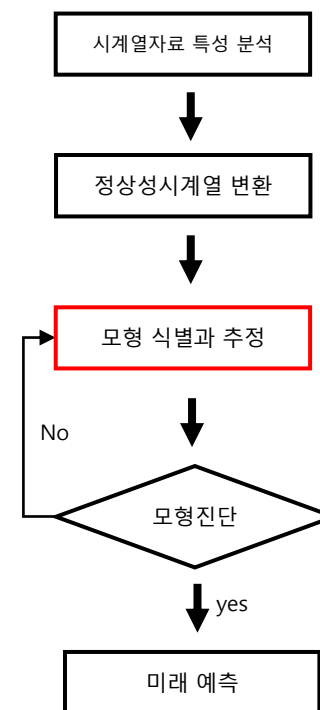 시계열자료 특성 분석
정상성시계열 변환
모형 식별과 추정
No
모형진단
yes
미래 예측